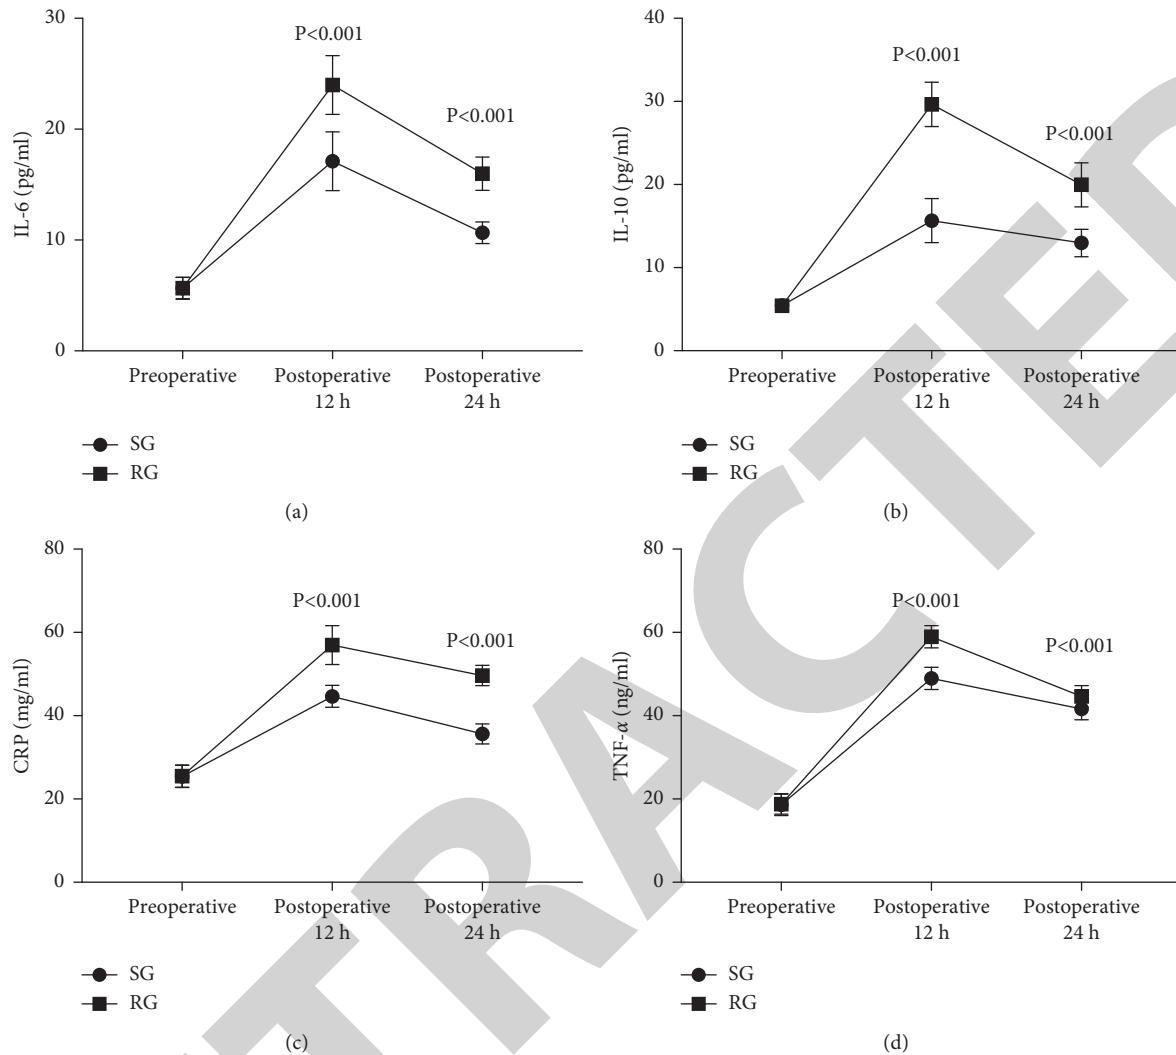 30
20
10
0
IL-6 (pg/ml)
P<0.001
P<0.001
Preoperative
Postoperative
12 h
Postoperative
24 h
SG
RG
(a)
40
30
20
10
0
IL-10 (pg/ml)
P<0.001
P<0.001
Preoperative
Postoperative
12 h
Postoperative
24 h
SG
RG
(b)
80
60
40
20
0
CRP (mg/ml)
P<0.001
P<0.001
Preoperative
Postoperative
12 h
Postoperative
24 h
SG
RG
(c)
80
60
40
20
0
TNF-α (ng/ml)
P<0.001
P<0.001
Preoperative
Postoperative
12 h
Postoperative
24 h
SG
RG
(d)
TRACTED